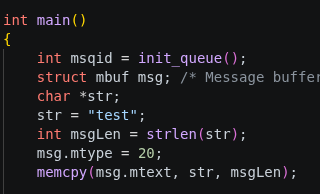 int main()
{
    int msqid = init_queue();
    struct mbuf msg; /* Message buffer
    char *str;
    str = "test";
    int msgLen = strlen(str);
    msg.mtype = 20;
    memcpy(msg.mtext, str, msgLen);